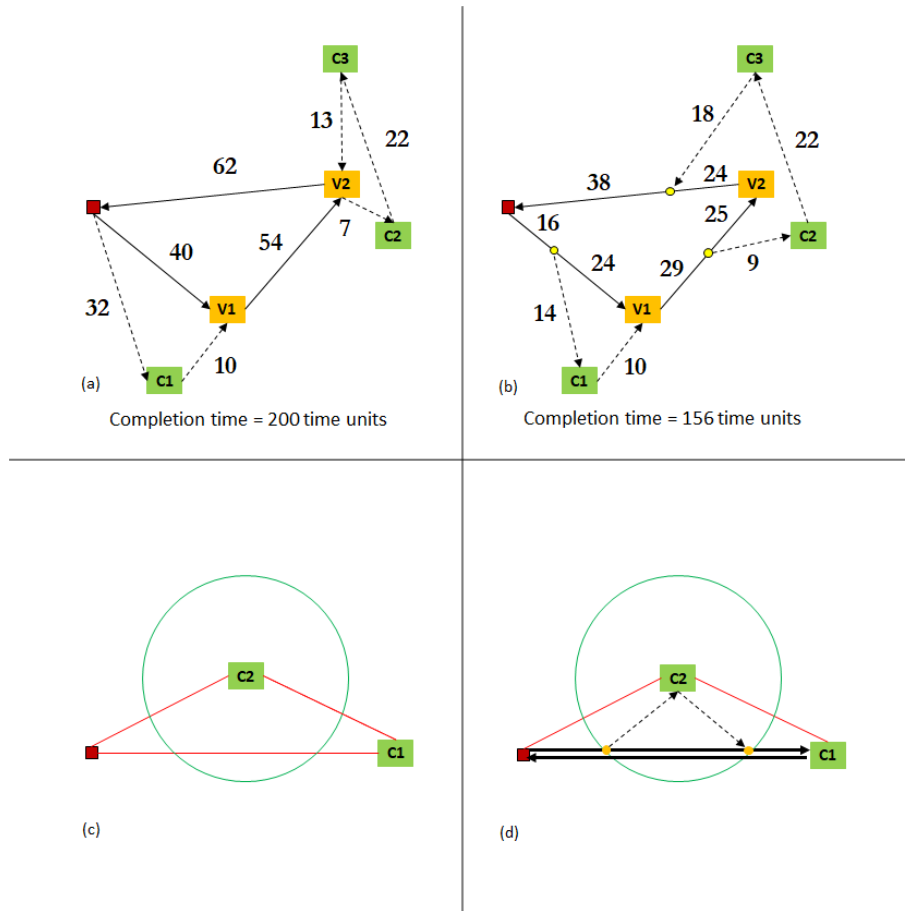 C3
13
22
62
V2
7
C2
40
54
32
V1
10
C1
(a)
Completion time = 200 time units
C3
18
22
24
V2
38
25
16
C2
9
24
29
14
V1
10
C1
(b)
Completion time = 156 time units
C2
C1
(c)
C2
C1
(d)